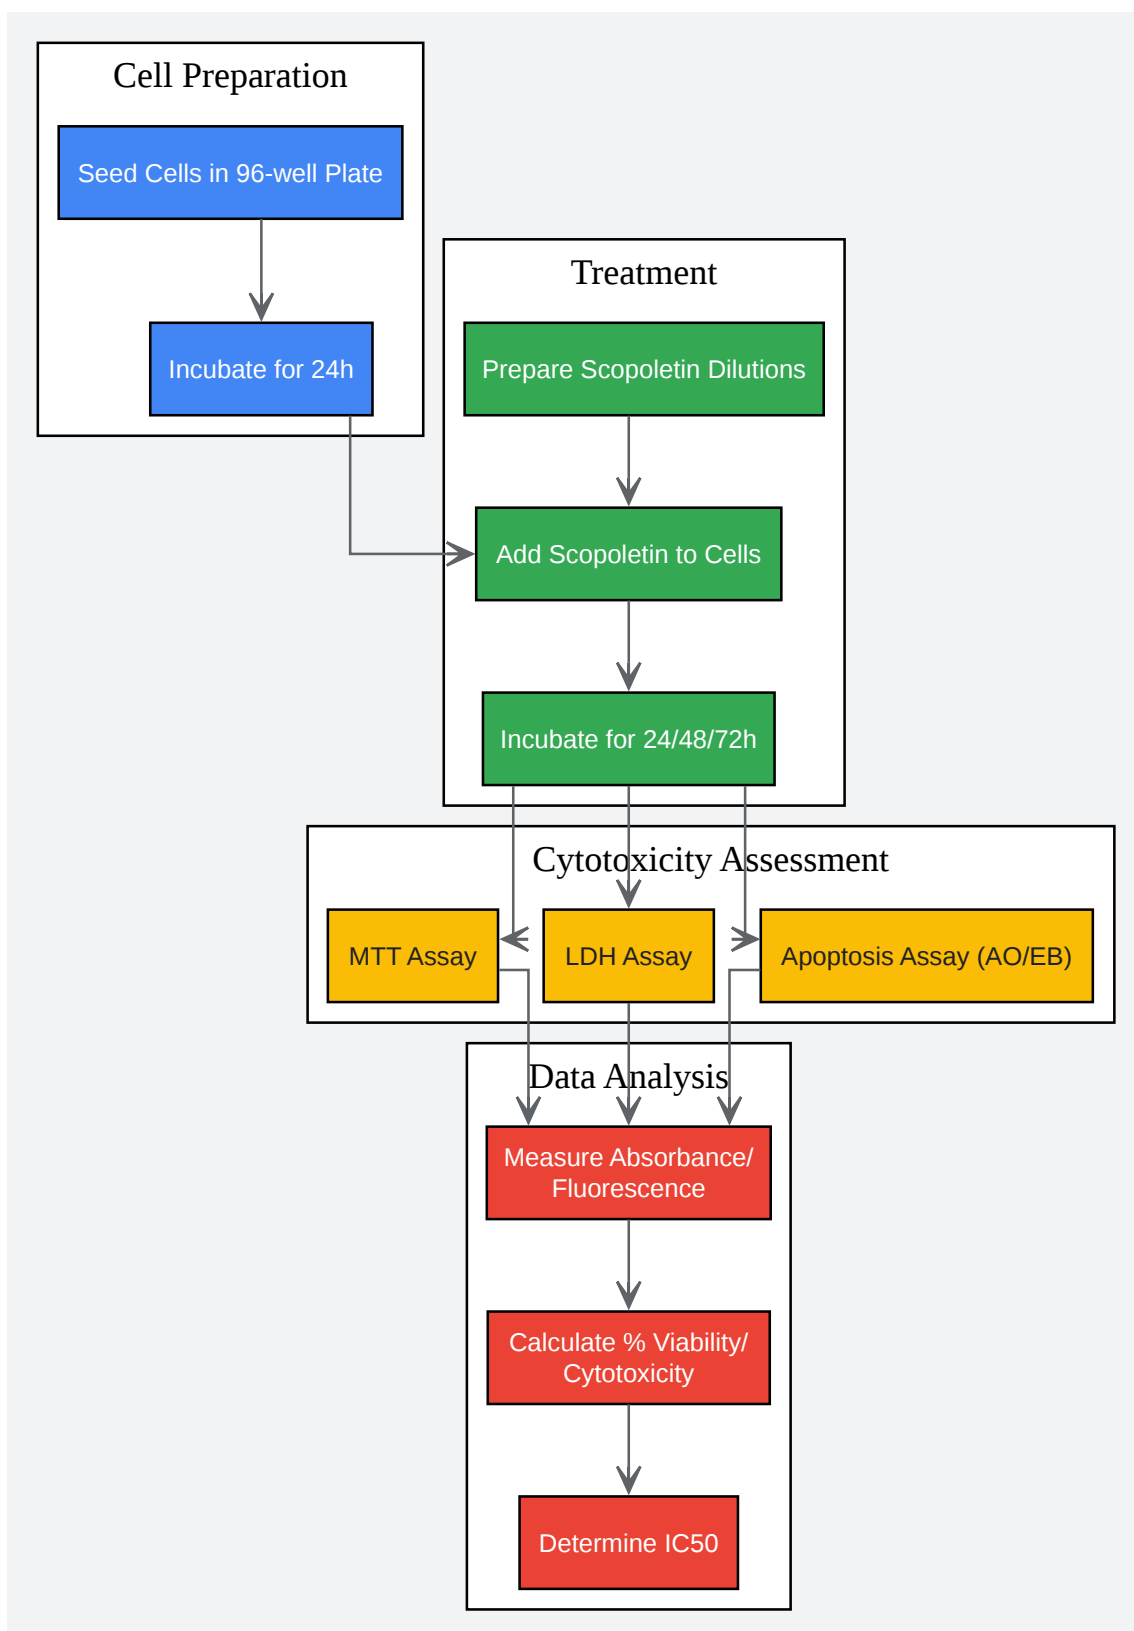 Cell Preparation
Seed Cells in 96-well Plate
Incubate for 24h
Treatment
Prepare Scopoletin Dilutions
Add Scopoletin to Cells
Incubate for 24/48/72h
Cytotoxicity Assessment
MTT Assay
LDH Assay
Apoptosis Assay (AO/EB)
Data Analysis
Measure Absorbance/
Fluorescence
Calculate % Viability/
Cytotoxicity
Determine IC50